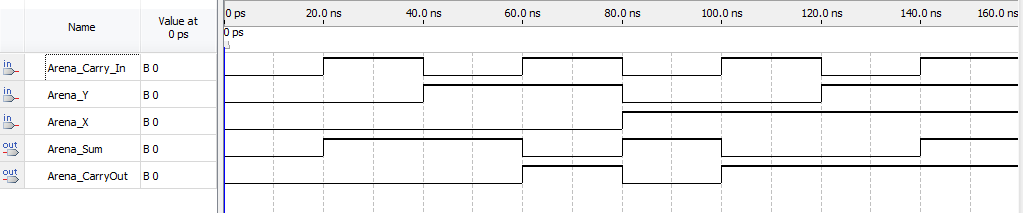 Name Value at 0 ps 0 ps 20.0 ns 40.0 ns 60.0 ns 80.0 ns 100.0 ns 120.0 ns 140.0 ns 160.0 ns
0 ps
in Arena_Carry_In B 0
in Arena_Y B 0
in Arena_X B 0
out Arena_Sum B 0
out Arena_CarryOut B 0